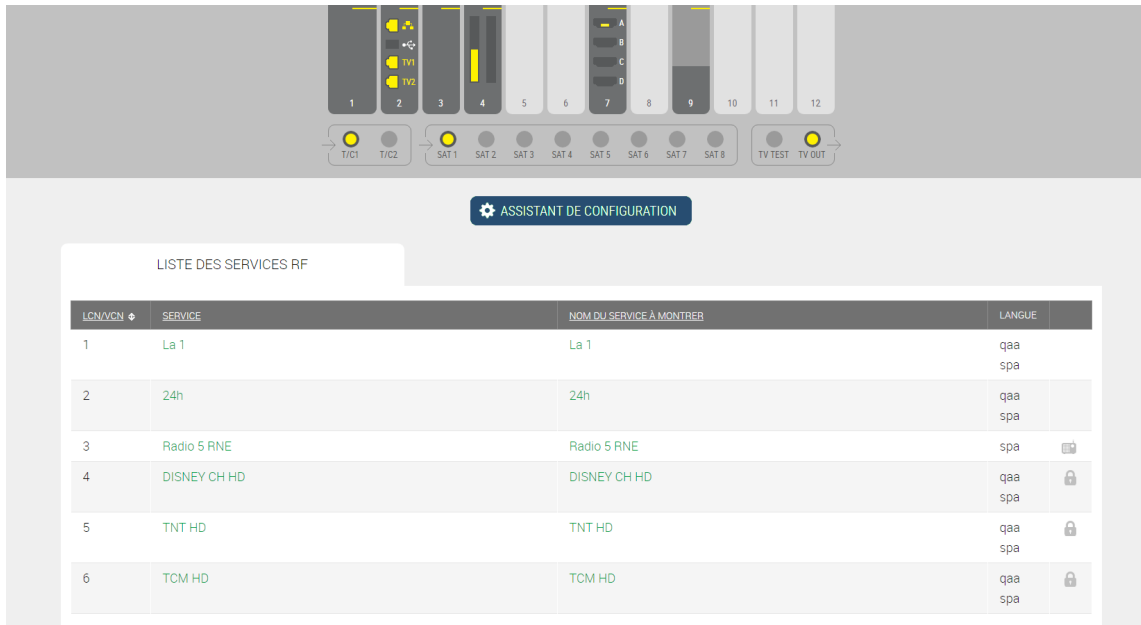 A
B
TV1
C
TV2
D
1 2 3 4 5 6 7 8 9 10 11 12
T/C1 T/C2 SAT 1 SAT 2 SAT 3 SAT 4 SAT 5 SAT 6 SAT 7 SAT 8 TV TEST TV OUT
ASSISTANT DE CONFIGURATION
LISTE DES SERVICES RF
LCN/VCN SERVICE NOM DU SERVICE À MONTRER LANGUE
1 La 1 La 1 qaa
spa
2 24h 24h qaa
spa
3 Radio 5 RNE Radio 5 RNE spa
4 DISNEY CH HD DISNEY CH HD qaa
spa
5 TNT HD TNT HD qaa
spa
6 TCM HD TCM HD qaa
spa